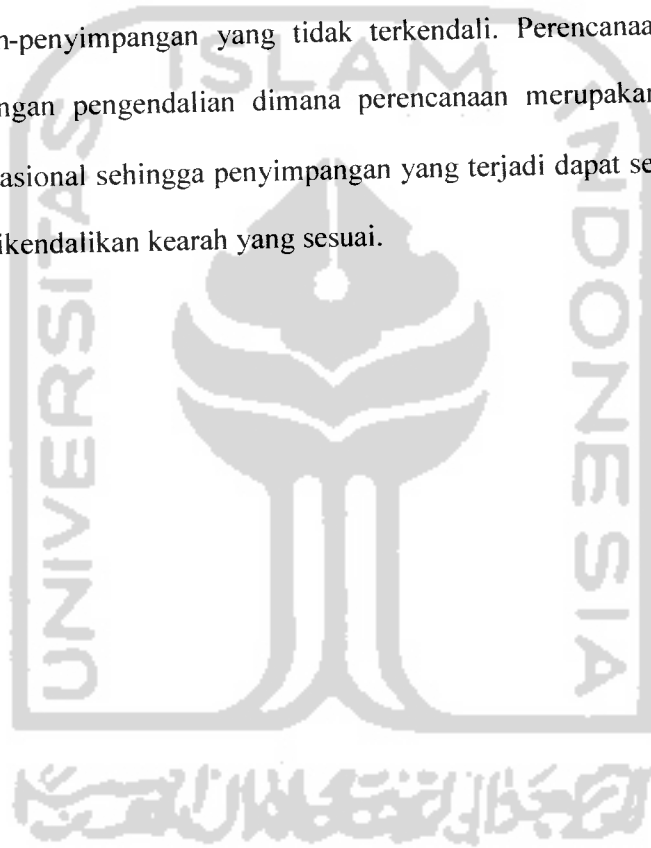 n-penyimpangan yang tidak terkendali. Perencanaa
ngan pengendalian dimana perencanaan merupakan
asional sehingga penyimpangan yang terjadi dapat se
ikendalikan kearah yang sesuai.
UNIVERSITAS
ISLAM
INDONESIA